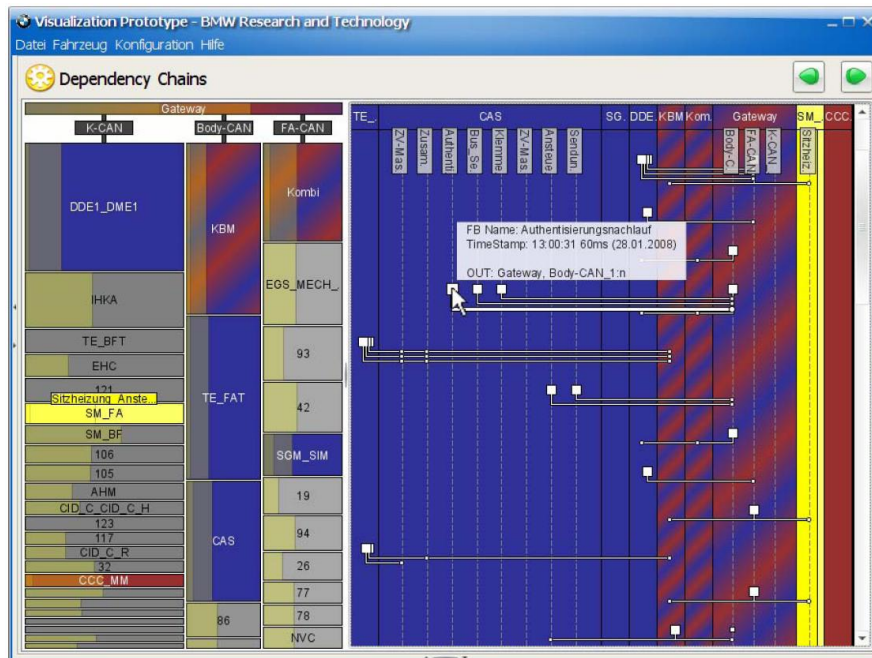 Visualization Prototype – BMW Research and Technology
Datei Fahrzeug Konfiguration Hilfe
Dependency Chains
Gateway
K-CAN
Body-CAN
FA-CAN
DDE1_DME1
IHKA
TE_BFT
EHC
121
Sitzheizung_Anste...
SM_FA
SM_BF
106
105
AHM
CID_C_CID_C_H
123
117
CID_C_R
32
CCC_MM
KBM
TE_FAT
CAS
86
Kombi
EGS_MECH_.
93
42
SGM_SIM
19
94
26
77
78
NVC
TE_. CAS SG. DDE. KBM Kom. Gateway SM_. CCC.
ZV-Mas.
Zusam.
Authenti
Bus_Se
Klemme
ZV-Mas.
Ansteue
Sendun.
Body-C.
FA-CAN
K-CAN
Sitzheiz.
FB Name: Authentisierungsnachlauf
TimeStamp: 13:00:31 60ms (28.01.2008)
OUT: Gateway, Body-CAN_1:n